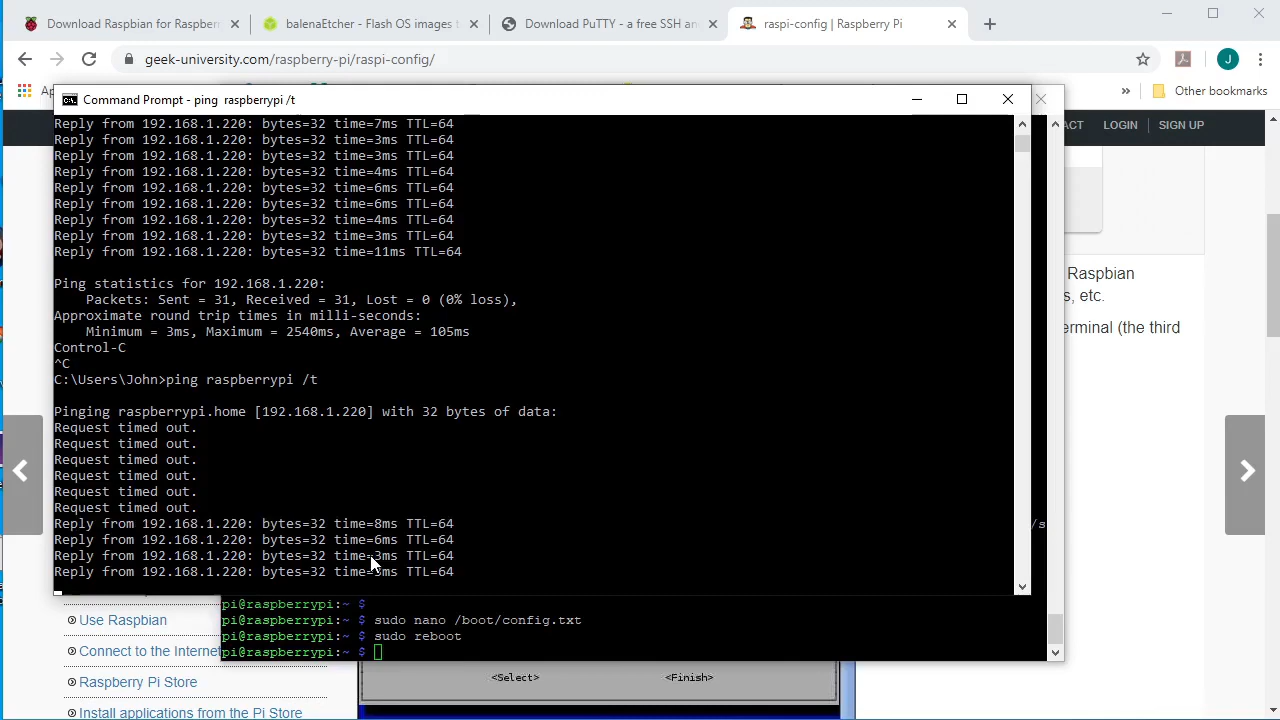 Download Raspbian for Raspber
balenaEtcher - Flash OS images t
Download PuTTY - a free SSH an
raspi-config | Raspberry Pi
geek-university.com/raspberry-pi/raspi-config/
J
Ap
»
Other bookmarks
Command Prompt - ping  raspberrypi /t
ACT
LOGIN
SIGN UP
Reply from 192.168.1.220: bytes=32 time=7ms TTL=64
Reply from 192.168.1.220: bytes=32 time=3ms TTL=64
Reply from 192.168.1.220: bytes=32 time=3ms TTL=64
Reply from 192.168.1.220: bytes=32 time=4ms TTL=64
Reply from 192.168.1.220: bytes=32 time=6ms TTL=64
Reply from 192.168.1.220: bytes=32 time=6ms TTL=64
Reply from 192.168.1.220: bytes=32 time=4ms TTL=64
Reply from 192.168.1.220: bytes=32 time=3ms TTL=64
Reply from 192.168.1.220: bytes=32 time=11ms TTL=64
Ping statistics for 192.168.1.220:
Packets: Sent = 31, Received = 31, Lost = 0 (0% loss),
Approximate round trip times in milli-seconds:
Minimum = 3ms, Maximum = 2540ms, Average = 105ms
Control-C
^C
C:\Users\John>ping raspberrypi /t
Pinging raspberrypi.home [192.168.1.220] with 32 bytes of data:
Request timed out.
Request timed out.
Request timed out.
Request timed out.
Request timed out.
Request timed out.
Reply from 192.168.1.220: bytes=32 time=8ms TTL=64
Reply from 192.168.1.220: bytes=32 time=6ms TTL=64
Reply from 192.168.1.220: bytes=32 time=3ms TTL=64
Reply from 192.168.1.220: bytes=32 TTL=64
Raspbian
s, etc.
erminal (the third
/s
pi@raspberrypi:~ $
pi@raspberrypi:~ $ sudo nano /boot/config.txt
pi@raspberrypi:~ $ sudo reboot
pi@raspberrypi:~ $
Use Raspbian
Connect to the Internet
Raspberry Pi Store
Install applications from the Pi Store
<Select>
<Finish>